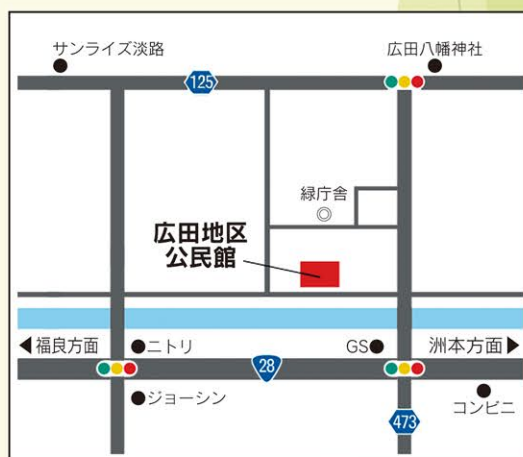 サンライズ淡路
広田八幡神社
125
緑庁舎
広田地区
公民館
福良方面
ニトリ
GS
洲本方面
28
ジョーシン
コンビニ
473